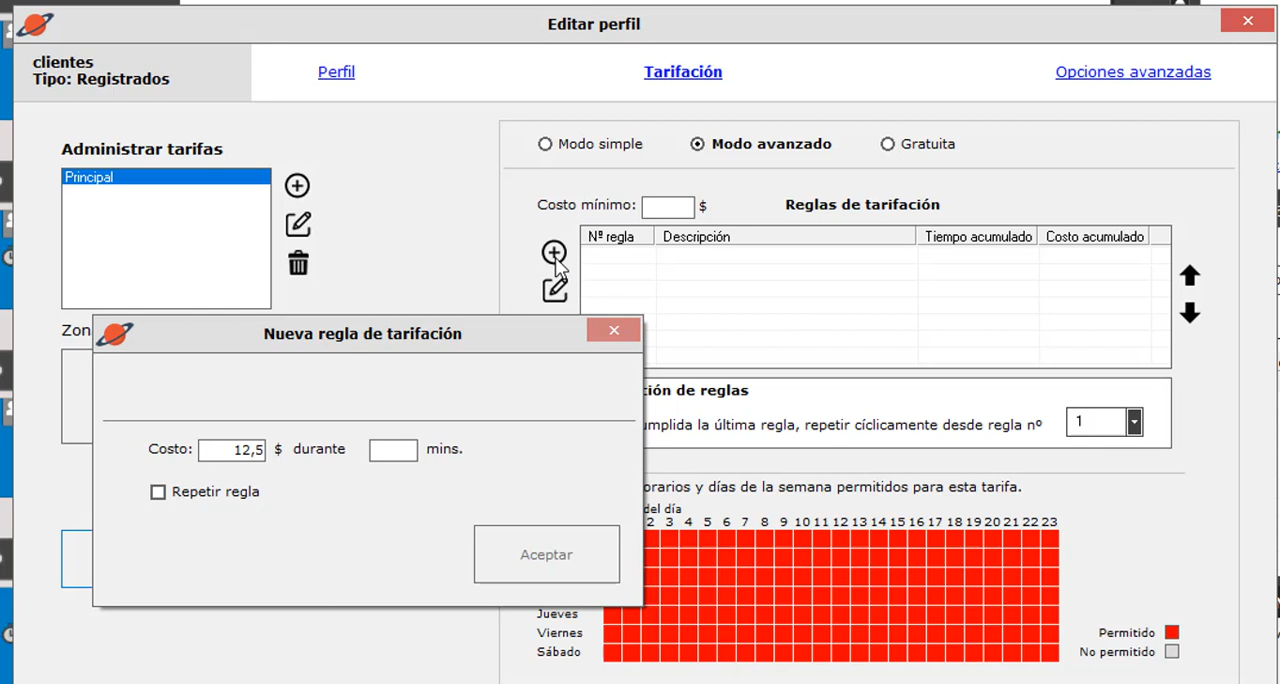 Editar perfil
clientes
Tipo: Registrados
Perfil
Tarifación
Opciones avanzadas
Administrar tarifas
Principal
Modo simple
Modo avanzado
Gratuita
Costo mínimo: $
Reglas de tarifación
Nª regla Descripción Tiempo acumulado Costo acumulado
Zon
Nueva regla de tarifación
Costo: 12,5 $ durante mins.
Repetir regla
Aceptar
ción de reglas
umplida la última regla, repetir cíclicamente desde regla nº 1
orarios y días de la semana permitidos para esta tarifa.
del día
2 3 4 5 6 7 8 9 10 11 12 13 14 15 16 17 18 19 20 21 22 23
Jueves
Viernes
Sábado
Permitido
No permitido